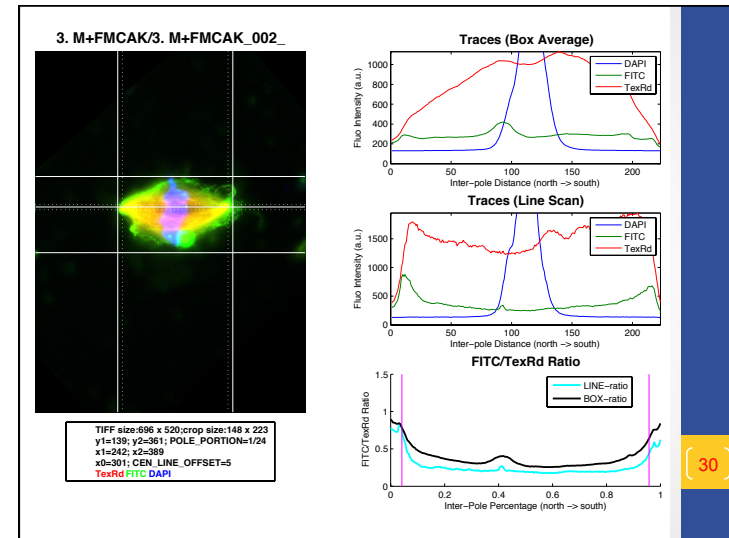 3. M+FMCAK/3. M+FMCAK_002_
TIFF size:696 x 520;crop size:148 x 223
y1=139; y2=361; POLE_PORTION=1/24
x1=242; x2=389
x0=301; CEN_LINE_OFFSET=5
TexRd FITC DAPI
Traces (Box Average)
Fluo Intensity (a.u.)
1000
800
600
400
200
0
0 50 100 150 200
Inter-pole Distance (north -> south)
DAPI
FITC
TexRd
Traces (Line Scan)
Fluo Intensity (a.u.)
1500
1000
500
0
0 50 100 150 200
Inter-pole Distance (north -> south)
DAPI
FITC
TexRd
FITC/TexRd Ratio
FITC/TexRd Ratio
1.5
1
0.5
0
0 0.2 0.4 0.6 0.8 1
Inter-Pole Percentage (north -> south)
LINE-ratio
BOX-ratio
30